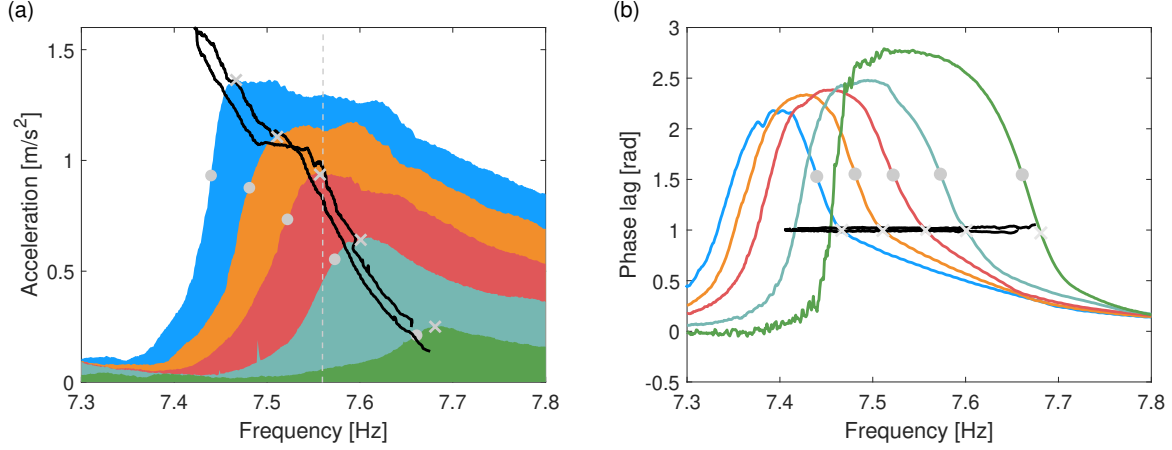 (a)
1.5
1
0.5
0
Acceleration [m/s²]
7.3 7.4 7.5 7.6 7.7 7.8
Frequency [Hz]
(b)
3
2.5
2
1.5
1
0.5
0
-0.5
Phase lag [rad]
7.3 7.4 7.5 7.6 7.7 7.8
Frequency [Hz]